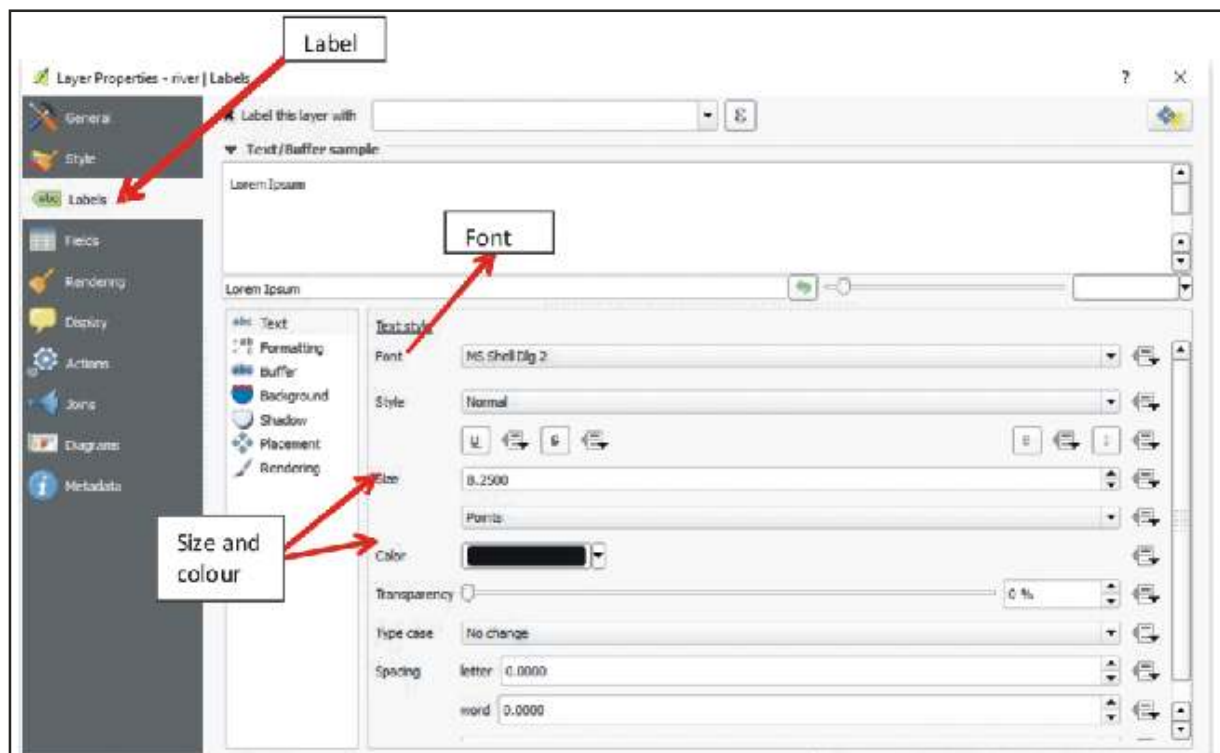 Label
Layer Properties - river | Labels
?
General
Label this layer with
ε
Style
Text/Buffer sample
abc Labels
Lorem Ipsum
Fields
Font
Rendering
Lorem Ipsum
Display
abc Text
Text style
Formatting
Font
MS Shell Dlg 2
Actions
abc Buffer
Background
Style
Normal
Joins
Shadow
U
S
B
I
Diagrams
Placement
Rendering
Size
8.2500
Metadata
Points
Size and
colour
Color
Transparency
0 %
Type case
No change
Spacing
letter
0.0000
word
0.0000